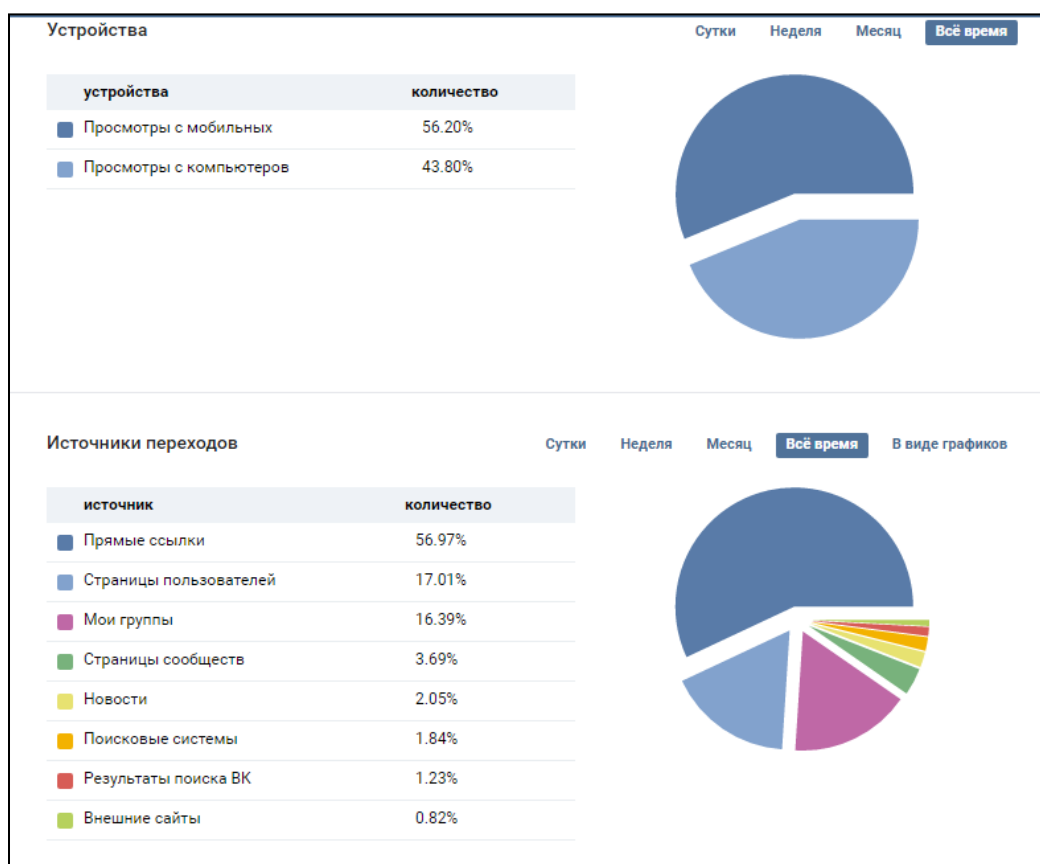 Устройства Сутки Неделя Месяц Всё время
устройства количество
Просмотры с мобильных 56.20%
Просмотры с компьютеров 43.80%
Источники переходов Сутки Неделя Месяц Всё время В виде графиков
источник количество
Прямые ссылки 56.97%
Страницы пользователей 17.01%
Мои группы 16.39%
Страницы сообществ 3.69%
Новости 2.05%
Поисковые системы 1.84%
Результаты поиска ВК 1.23%
Внешние сайты 0.82%